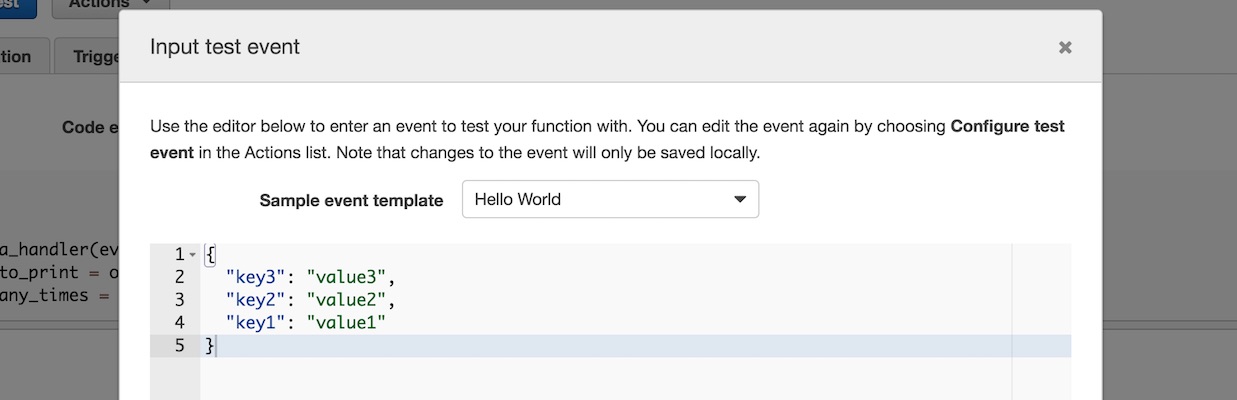 Actions
Input test event
tion
Trigge
Use the editor below to enter an event to test your function with. You can edit the event again by choosing Configure test
Code e
event in the Actions list. Note that changes to the event will only be saved locally.
Sample event template
Hello World
a_handler(ev
to_print = o
any_times =
1 {
2 "key3": "value3",
3 "key2": "value2",
4 "key1": "value1"
5 }